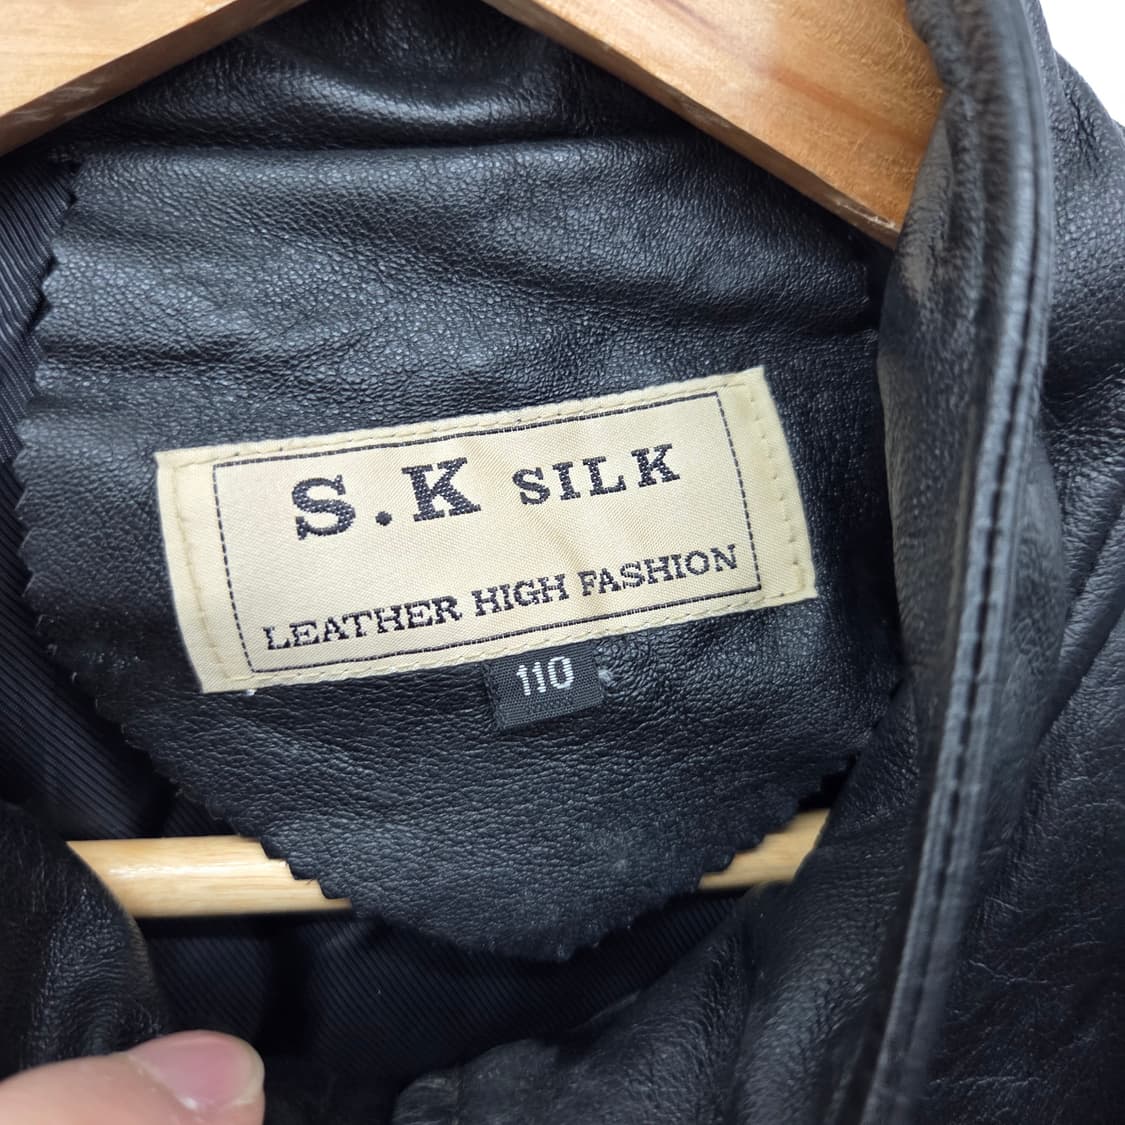 S.K SILK
LEATHER HIGH FASHION
110